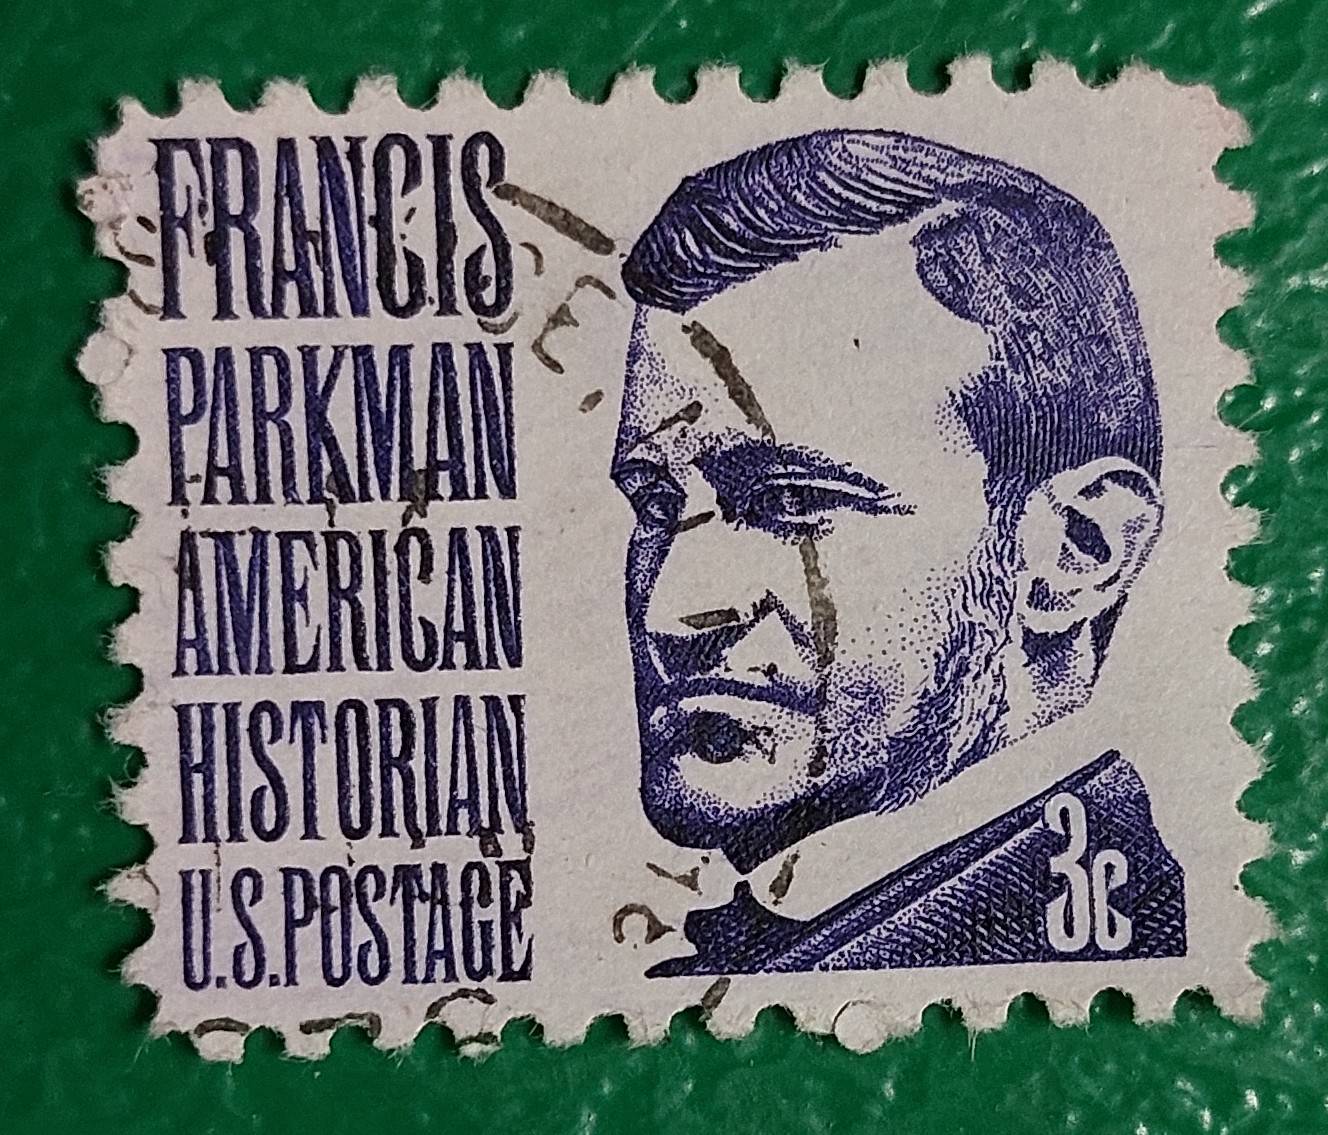 FRANCIS
PARKMAN
AMERICAN
HISTORIAN
U.S.POSTAGE
3c